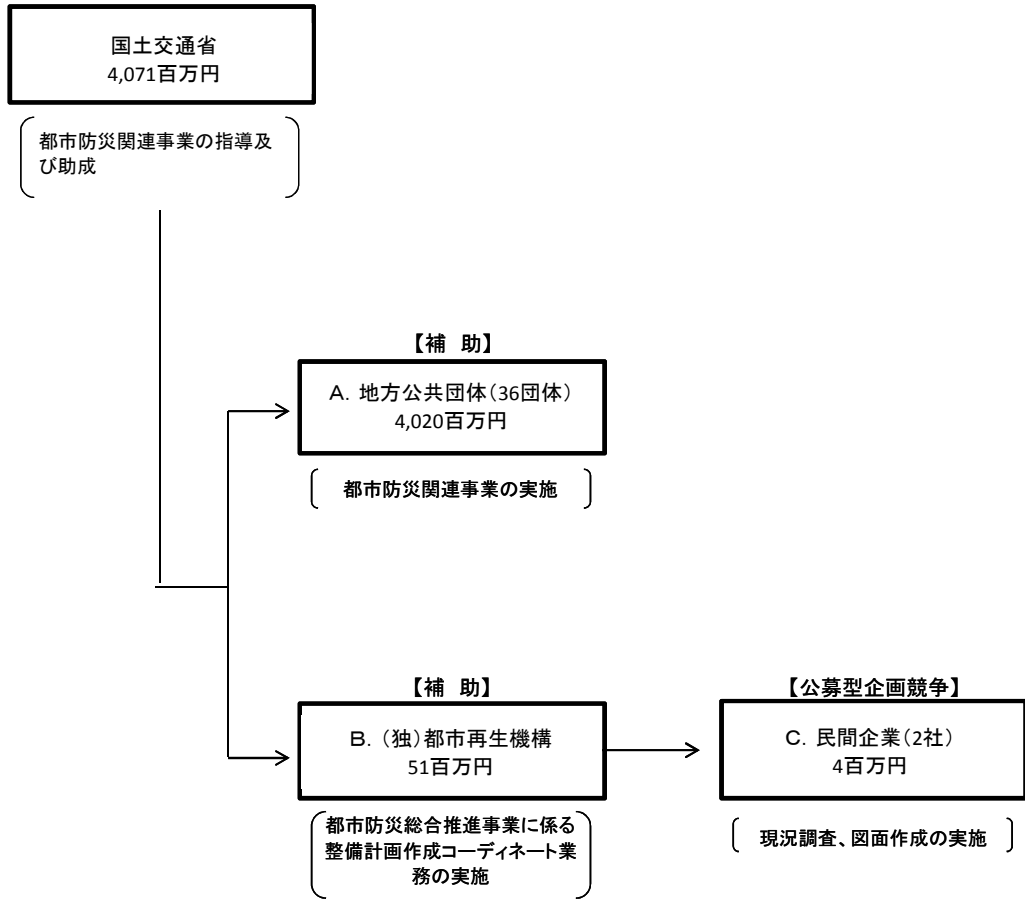 国土交通省
4,071百万円
都市防災関連事業の指導及
び助成
【補 助】
A. 地方公共団体(36団体)
4,020百万円
都市防災関連事業の実施
【補 助】
B. (独)都市再生機構
51百万円
都市防災総合推進事業に係る
整備計画作成コーディネート業
務の実施
【公募型企画競争】
C. 民間企業(2社)
4百万円
現況調査、図面作成の実施